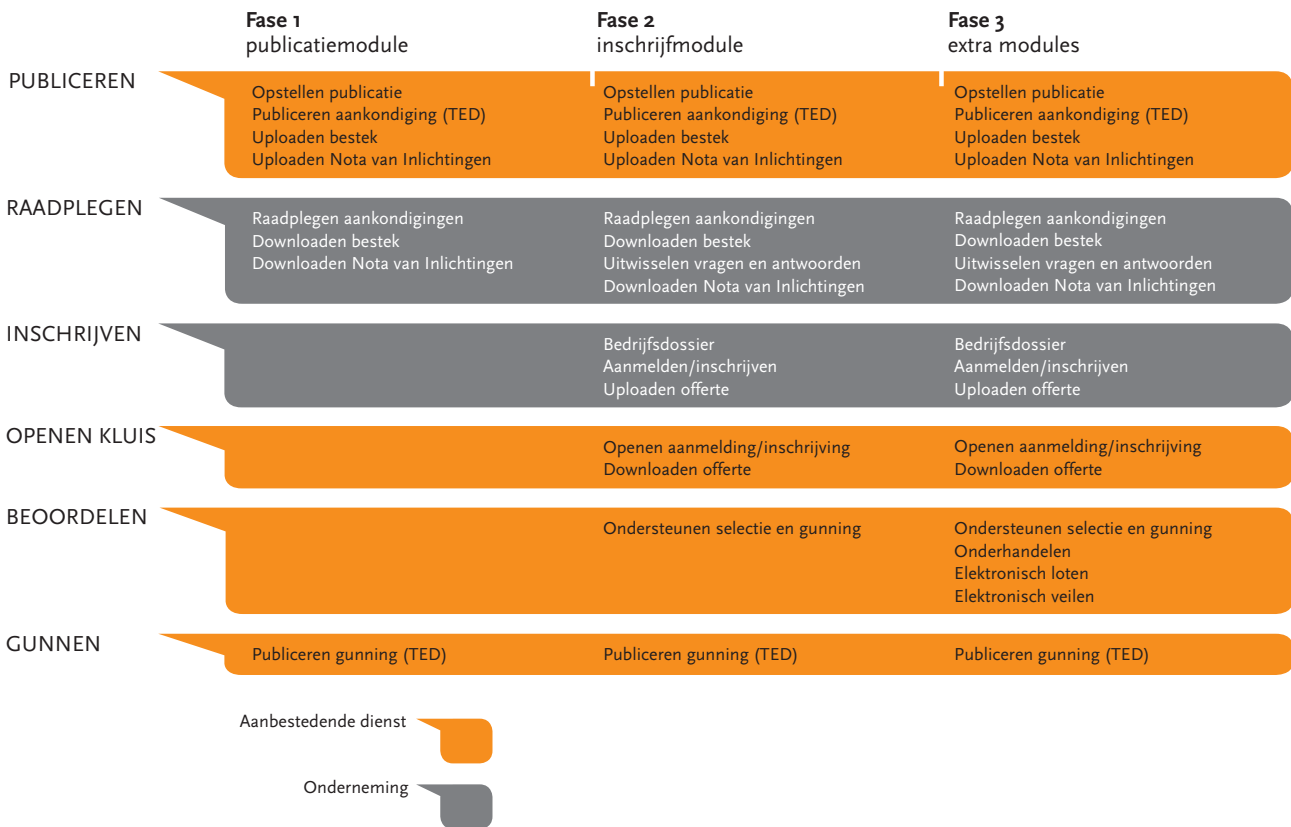 Fase 1
publicatiemodule
Fase 2
inschrijfmodule
Fase 3
extra modules
PUBLICEREN
Opstellen publicatie
Publiceren aankondiging (TED)
Uploaden bestek
Uploaden Nota van Inlichtingen
Opstellen publicatie
Publiceren aankondiging (TED)
Uploaden bestek
Uploaden Nota van Inlichtingen
Opstellen publicatie
Publiceren aankondiging (TED)
Uploaden bestek
Uploaden Nota van Inlichtingen
RAADPLEGEN
Raadplegen aankondigingen
Downloaden bestek
Downloaden Nota van Inlichtingen
Raadplegen aankondigingen
Downloaden bestek
Uitwisselen vragen en antwoorden
Downloaden Nota van Inlichtingen
Raadplegen aankondigingen
Downloaden bestek
Uitwisselen vragen en antwoorden
Downloaden Nota van Inlichtingen
INSCHRIJVEN
Bedrijfsdossier
Aanmelden/inschrijven
Uploaden offerte
Bedrijfsdossier
Aanmelden/inschrijven
Uploaden offerte
OPENEN KLUIS
Openen aanmelding/inschrijving
Downloaden offerte
Openen aanmelding/inschrijving
Downloaden offerte
BEOORDELEN
Ondersteunen selectie en gunning
Ondersteunen selectie en gunning
Onderhandelen
Elektronisch loten
Elektronisch veilen
GUNNEN
Publiceren gunning (TED)
Publiceren gunning (TED)
Publiceren gunning (TED)
Aanbestedende dienst
Onderneming